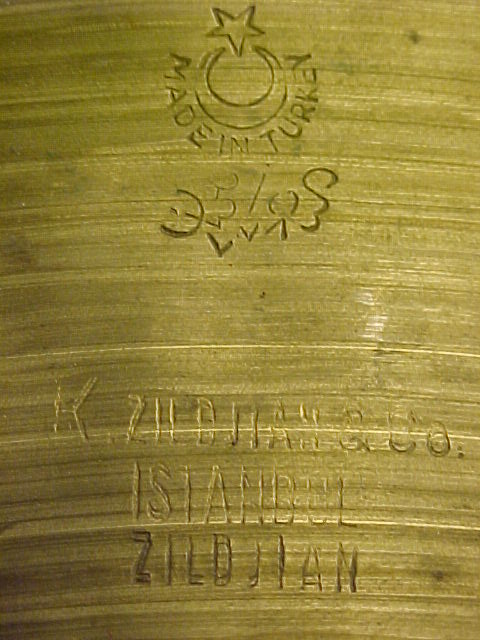 MADE IN TURKEY
K. ZILDJIAN & Co.
ISTANBUL
ZILDJIAN